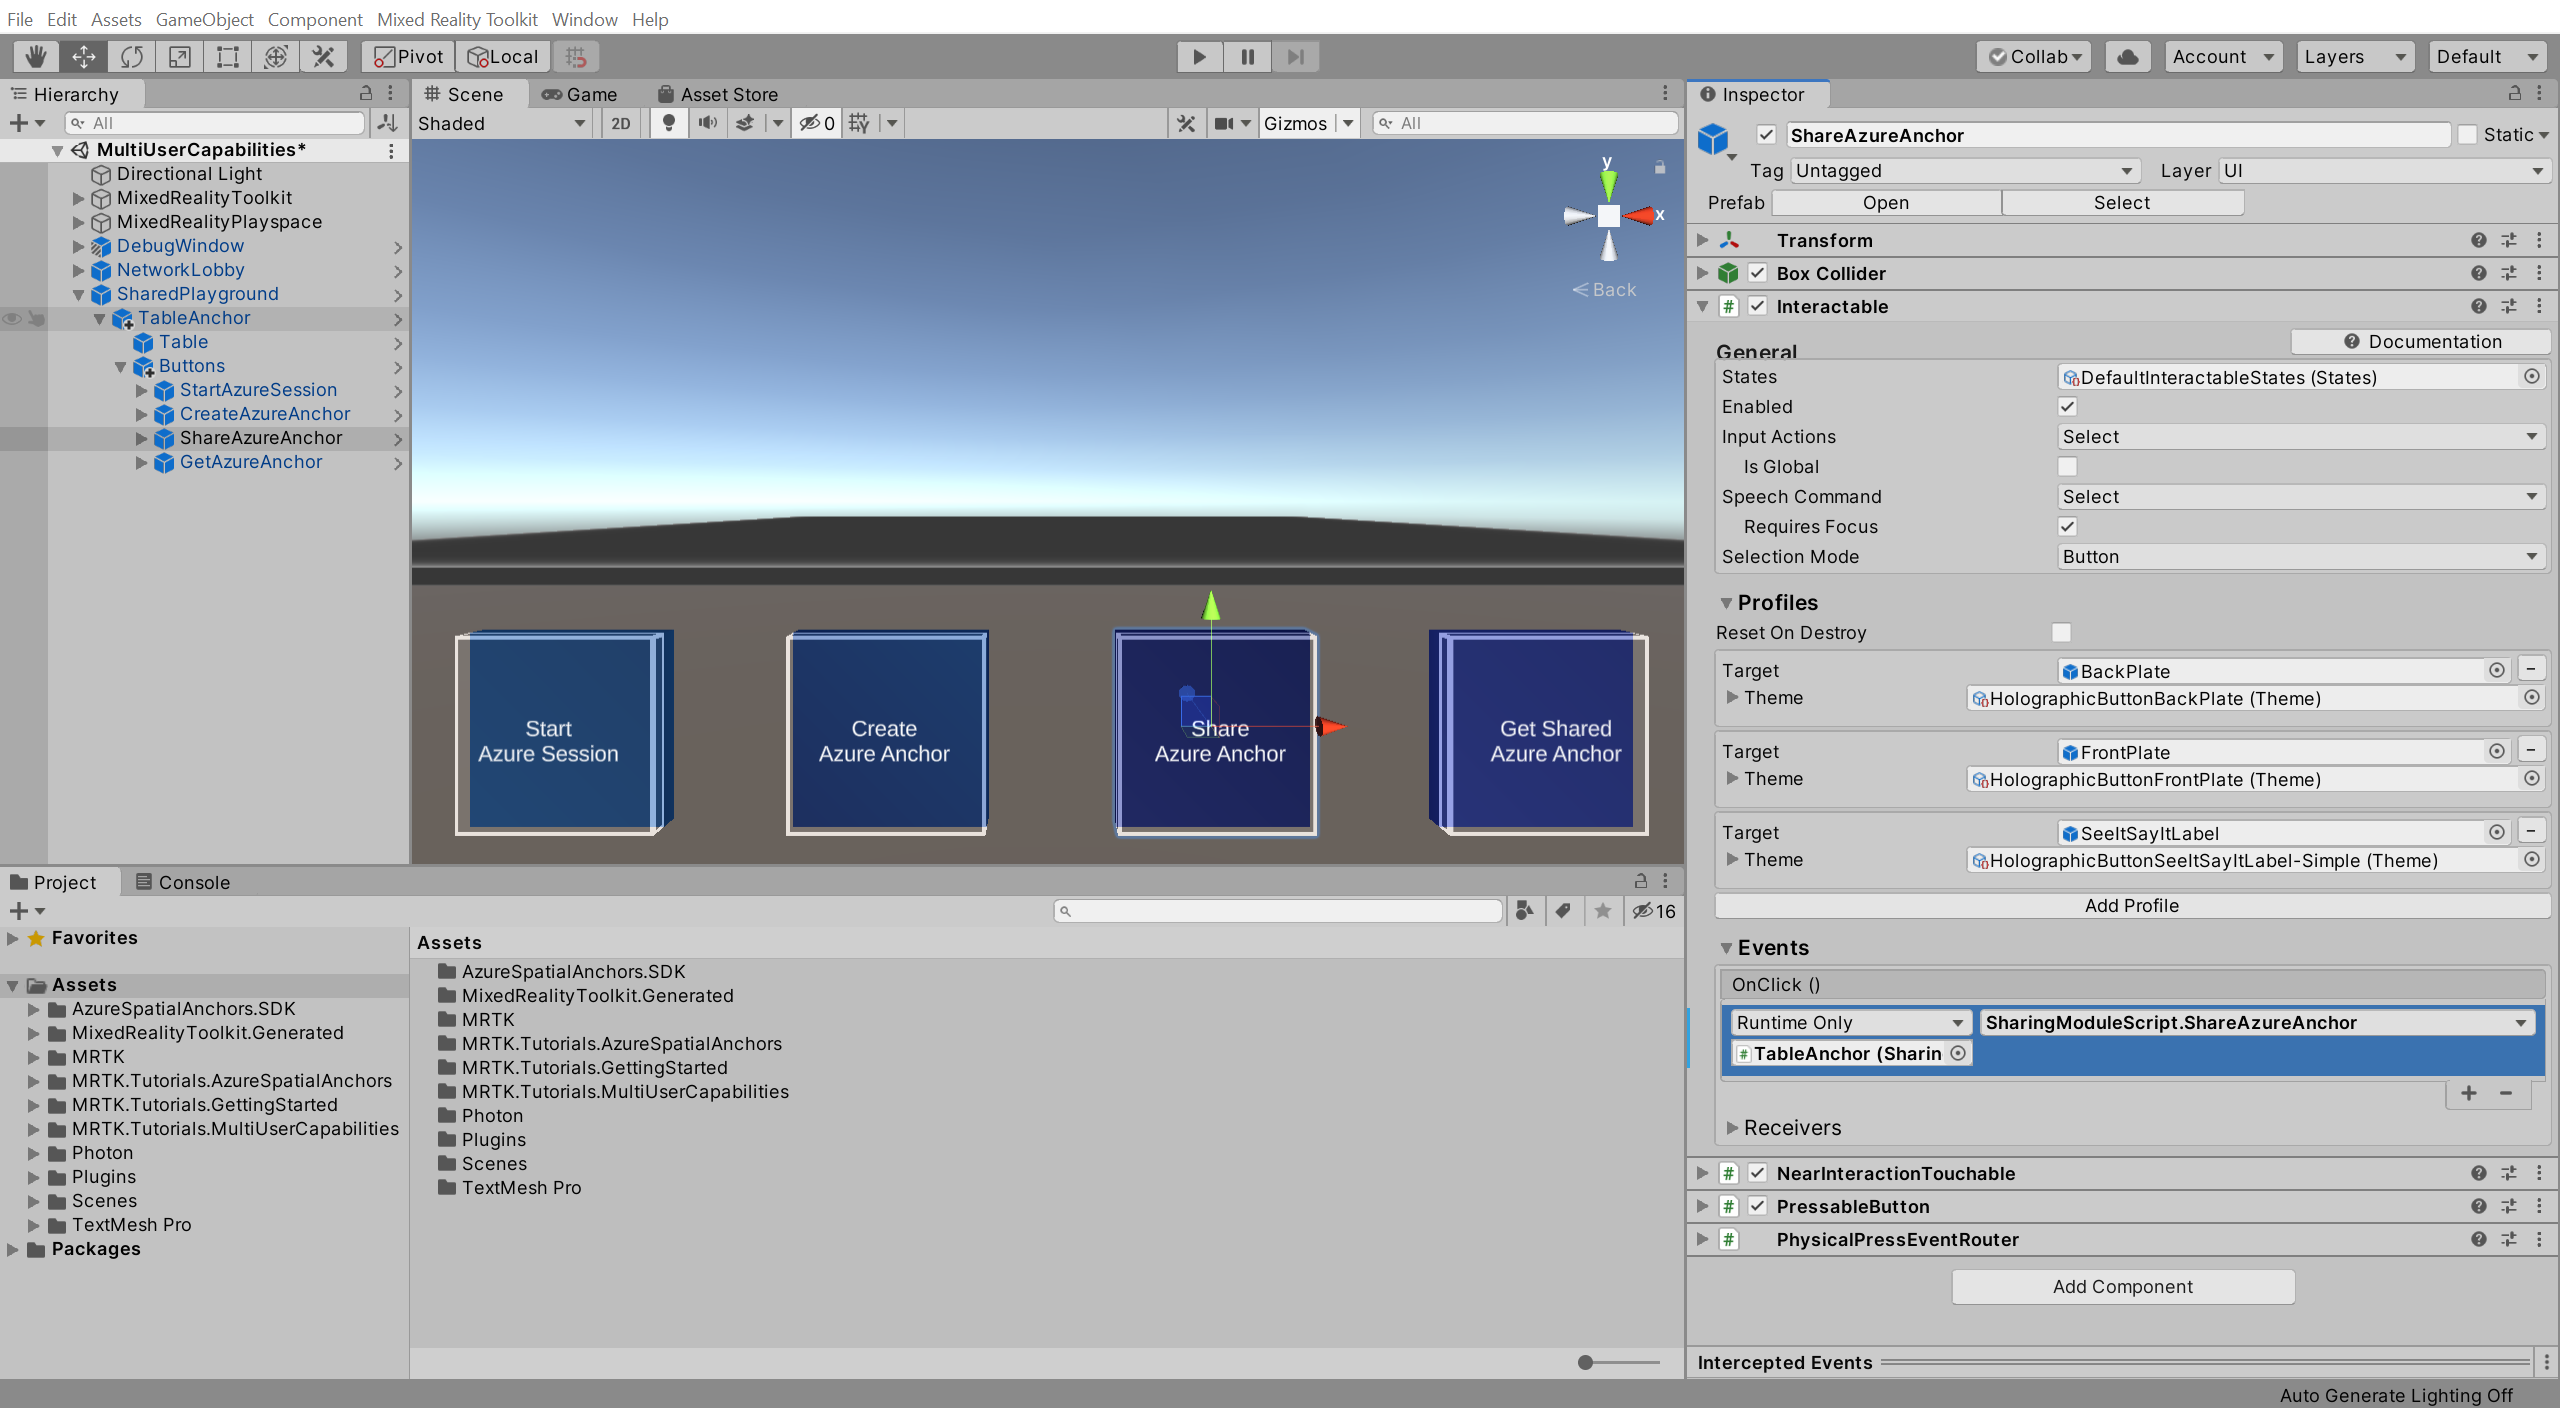 File Edit Assets GameObject Component Mixed Reality Toolkit Window Help
Pivot Local Collab Account Layers Default
Hierarchy
All
MultiUserCapabilities*
Directional Light
MixedRealityToolkit
MixedRealityPlayspace
DebugWindow
NetworkLobby
SharedPlayground
TableAnchor
Table
Buttons
StartAzureSession
CreateAzureAnchor
ShareAzureAnchor
GetAzureAnchor
Scene Game Asset Store
Shaded 2D 0 Gizmos All
y
x
Back
Start
Azure Session
Create
Azure Anchor
Share
Azure Anchor
Get Shared
Azure Anchor
Project Console
16
Favorites
Assets
AzureSpatialAnchors.SDK
MixedRealityToolkit.Generated
MRTK
MRTK.Tutorials.AzureSpatialAnchors
MRTK.Tutorials.GettingStarted
MRTK.Tutorials.MultiUserCapabilities
Photon
Plugins
Scenes
TextMesh Pro
Packages
Assets
AzureSpatialAnchors.SDK
MixedRealityToolkit.Generated
MRTK
MRTK.Tutorials.AzureSpatialAnchors
MRTK.Tutorials.GettingStarted
MRTK.Tutorials.MultiUserCapabilities
Photon
Plugins
Scenes
TextMesh Pro
Inspector
ShareAzureAnchor Static
Tag Untagged Layer UI
Prefab Open Select
Transform
Box Collider
# Interactable
Documentation
General
States DefaultInteractableStates (States)
Enabled
Input Actions Select
Is Global
Speech Command Select
Requires Focus
Selection Mode Button
Profiles
Reset On Destroy
Target BackPlate
Theme HolographicButtonBackPlate (Theme)
Target FrontPlate
Theme HolographicButtonFrontPlate (Theme)
Target SeeItSayItLabel
Theme HolographicButtonSeeItSayItLabel-Simple (Theme)
Add Profile
Events
OnClick ()
Runtime Only SharingModuleScript.ShareAzureAnchor
# TableAnchor (Sharin
+ −
Receivers
# NearInteractionTouchable
# PressableButton
# PhysicalPressEventRouter
Add Component
Intercepted Events
Auto Generate Lighting Off